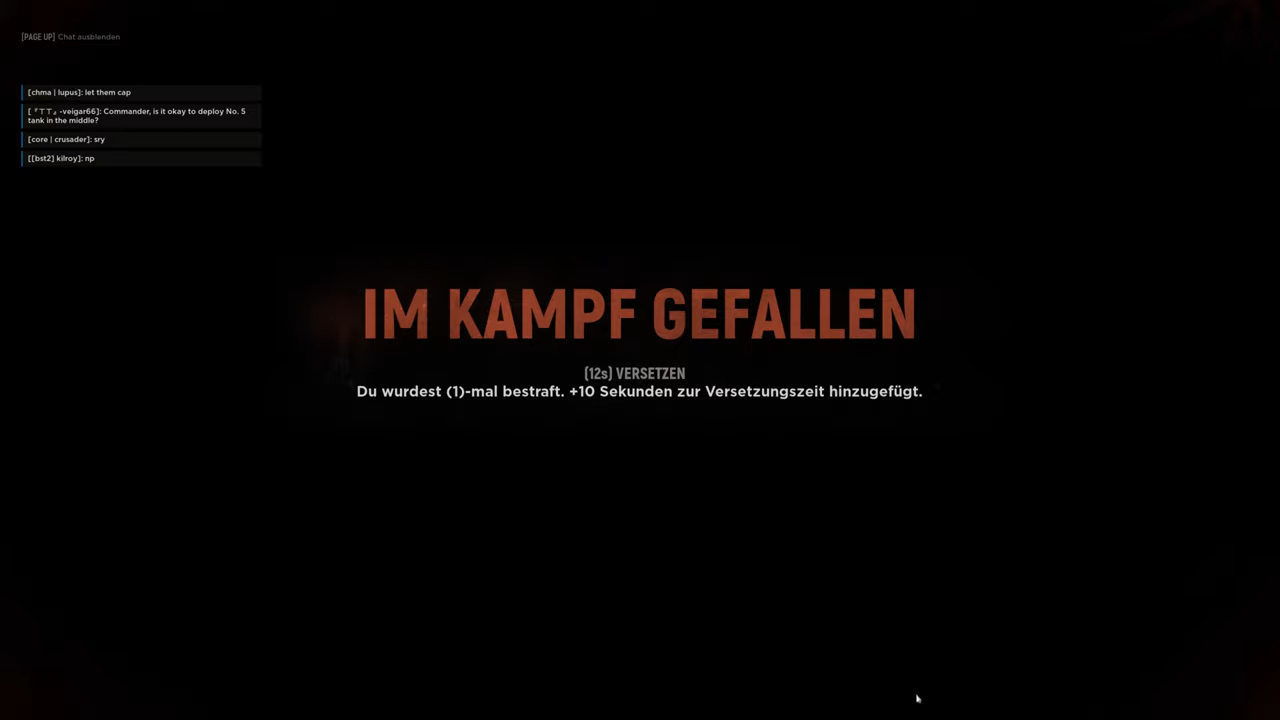 [PAGE UP] Chat ausblenden
[chma | lupus]: let them cap
-veigar66]: Commander, is it okay to deploy No. 5
tank in the middle?
[core | crusader]: sry
[[bst2] kilroy]: np
IM KAMPF GEFALLEN
(12s) VERSETZEN
Du wurdest (1)-mal bestraft. +10 Sekunden zur Versetzungszeit hinzugefügt.